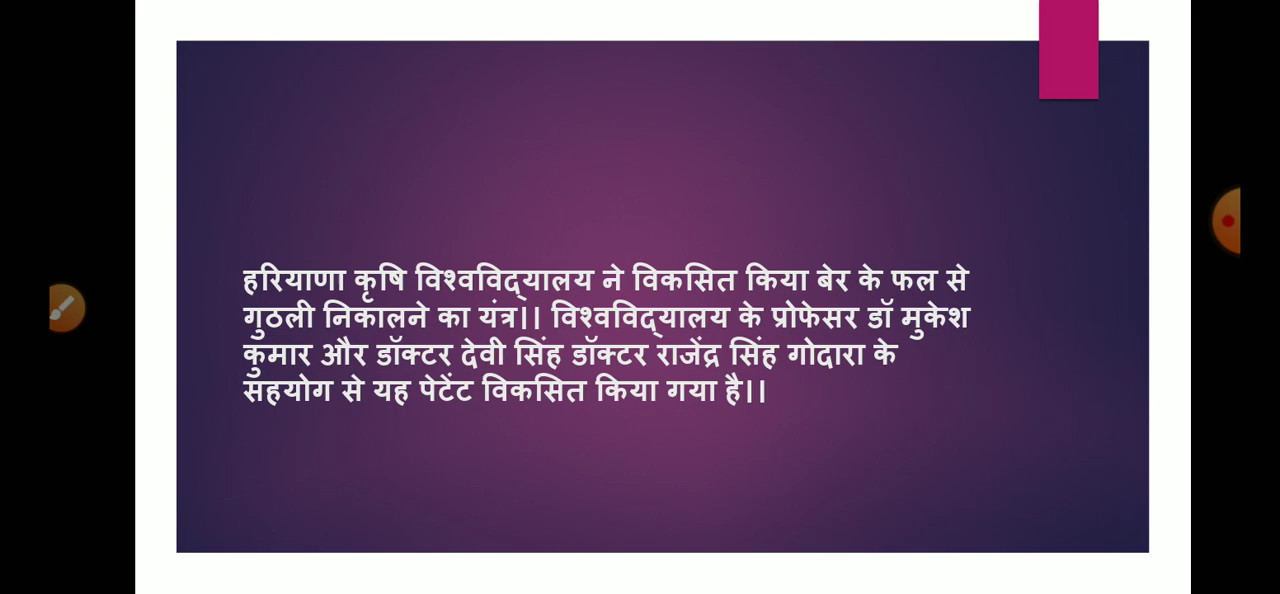 हरियाणा कृषि विश्वविद्यालय ने विकसित किया बेर के फल से
गुठली निकालने का यंत्र।। विश्वविद्यालय के प्रोफेसर डॉ मुकेश
कुमार और डॉक्टर देवी सिंह डॉक्टर राजेंद्र सिंह गोदारा के
सहयोग से यह पेटेंट विकसित किया गया है।।